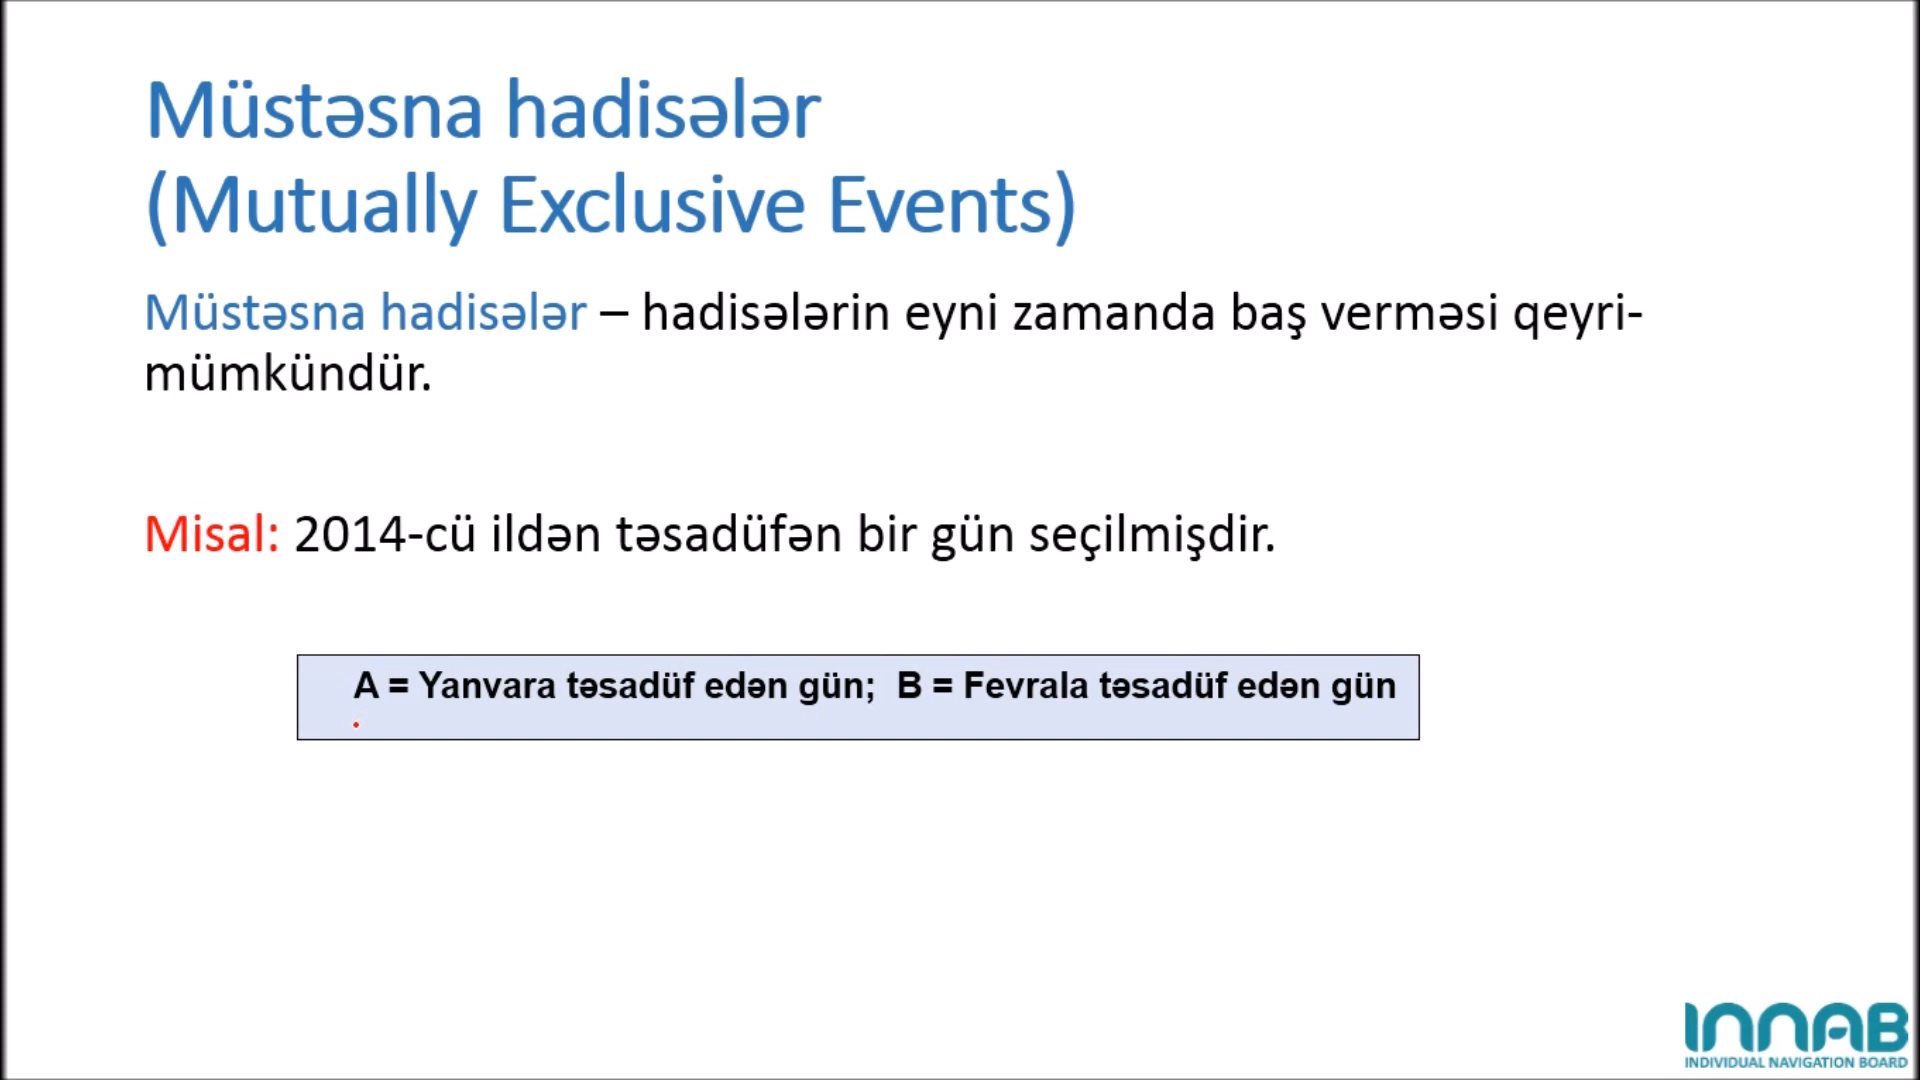 Müstəsna hadisələr
(Mutually Exclusive Events)
Müstəsna hadisələr – hadisələrin eyni zamanda baş verməsi qeyri-
mümkündür.
Misal: 2014-cü ildən təsadüfən bir gün seçilmişdir.
A = Yanvara təsadüf edən gün; B = Fevrala təsadüf edən gün
INNAB
INDIVIDUAL NAVIGATION BOARD